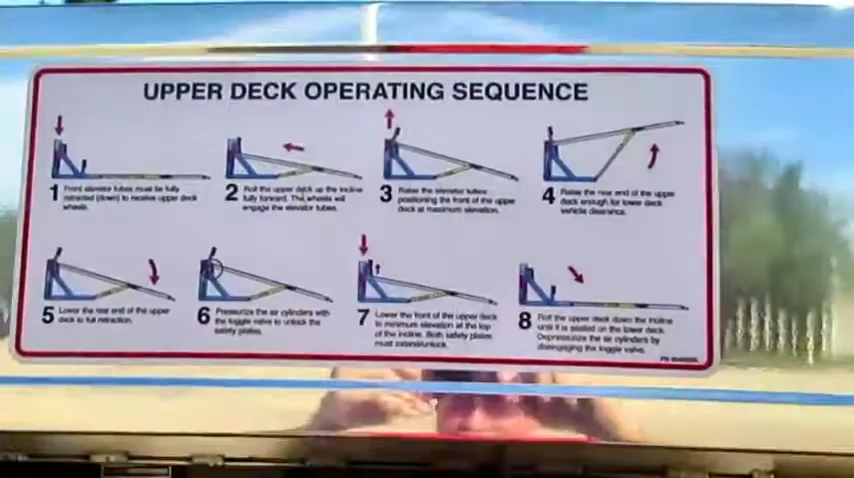 UPPER DECK OPERATING SEQUENCE
1 Front elevator tubes must be fully
retracted (down) to receive upper deck
wheels.
2 Roll the upper deck up the incline
fully forward. The wheels will
engage the elevator tubes.
3 Raise the elevator tubes
positioning the front of the upper
deck at maximum elevation.
4 Raise the rear end of the upper
deck enough for lower deck
vehicle clearance.
5 Lower the rear end of the upper
deck to full retraction.
6 Pressurize the air cylinders with
the toggle valve to unlock the
safety plates.
7 Lower the front of the upper deck
to minimum elevation at the top
of the incline. Both safety plates
must extend/unlock.
8 Roll the upper deck down the incline
until it is seated on the lower deck.
Depressurize the air cylinders by
disengaging the toggle valve.